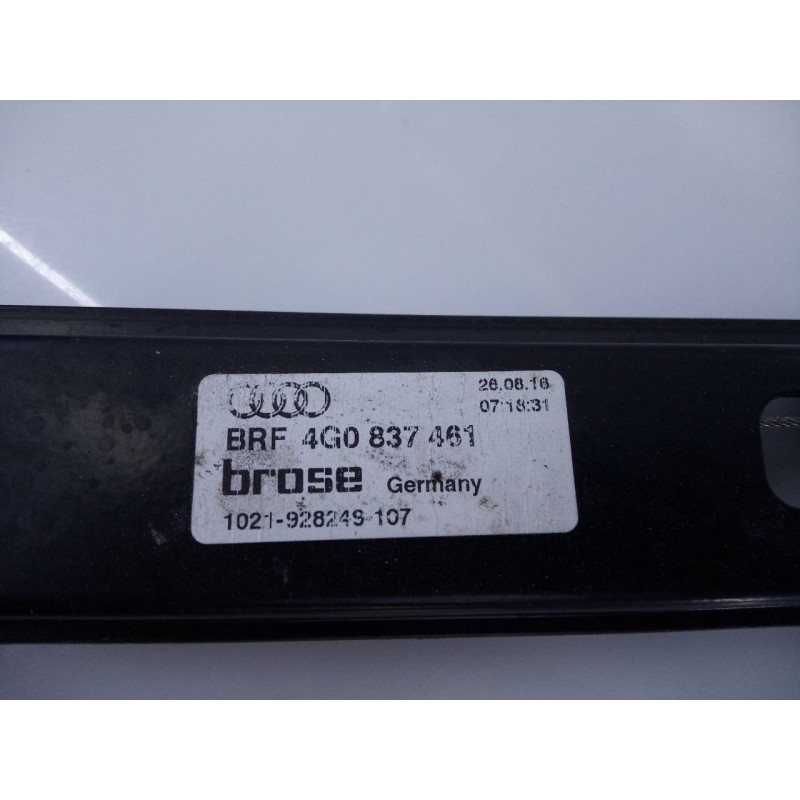 26.08.16
07:18:31
BRF 4G0 837 461
brose Germany
1021-928249-107